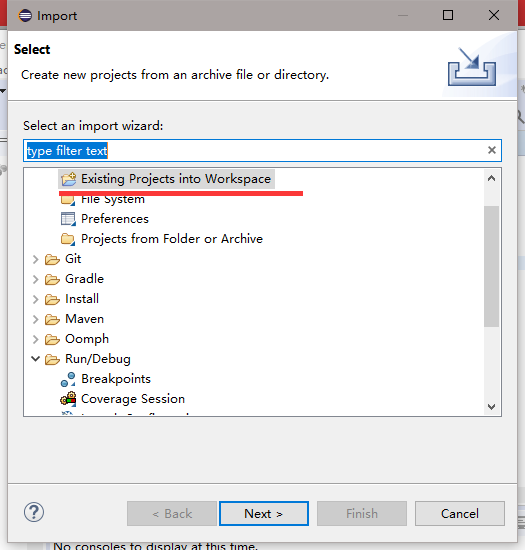 Import
Select
Create new projects from an archive file or directory.
Select an import wizard:
type filter text
Existing Projects into Workspace
File System
Preferences
Projects from Folder or Archive
Git
Gradle
Install
Maven
Oomph
Run/Debug
Breakpoints
Coverage Session
< Back
Next >
Finish
Cancel
No consoles to display at this time.